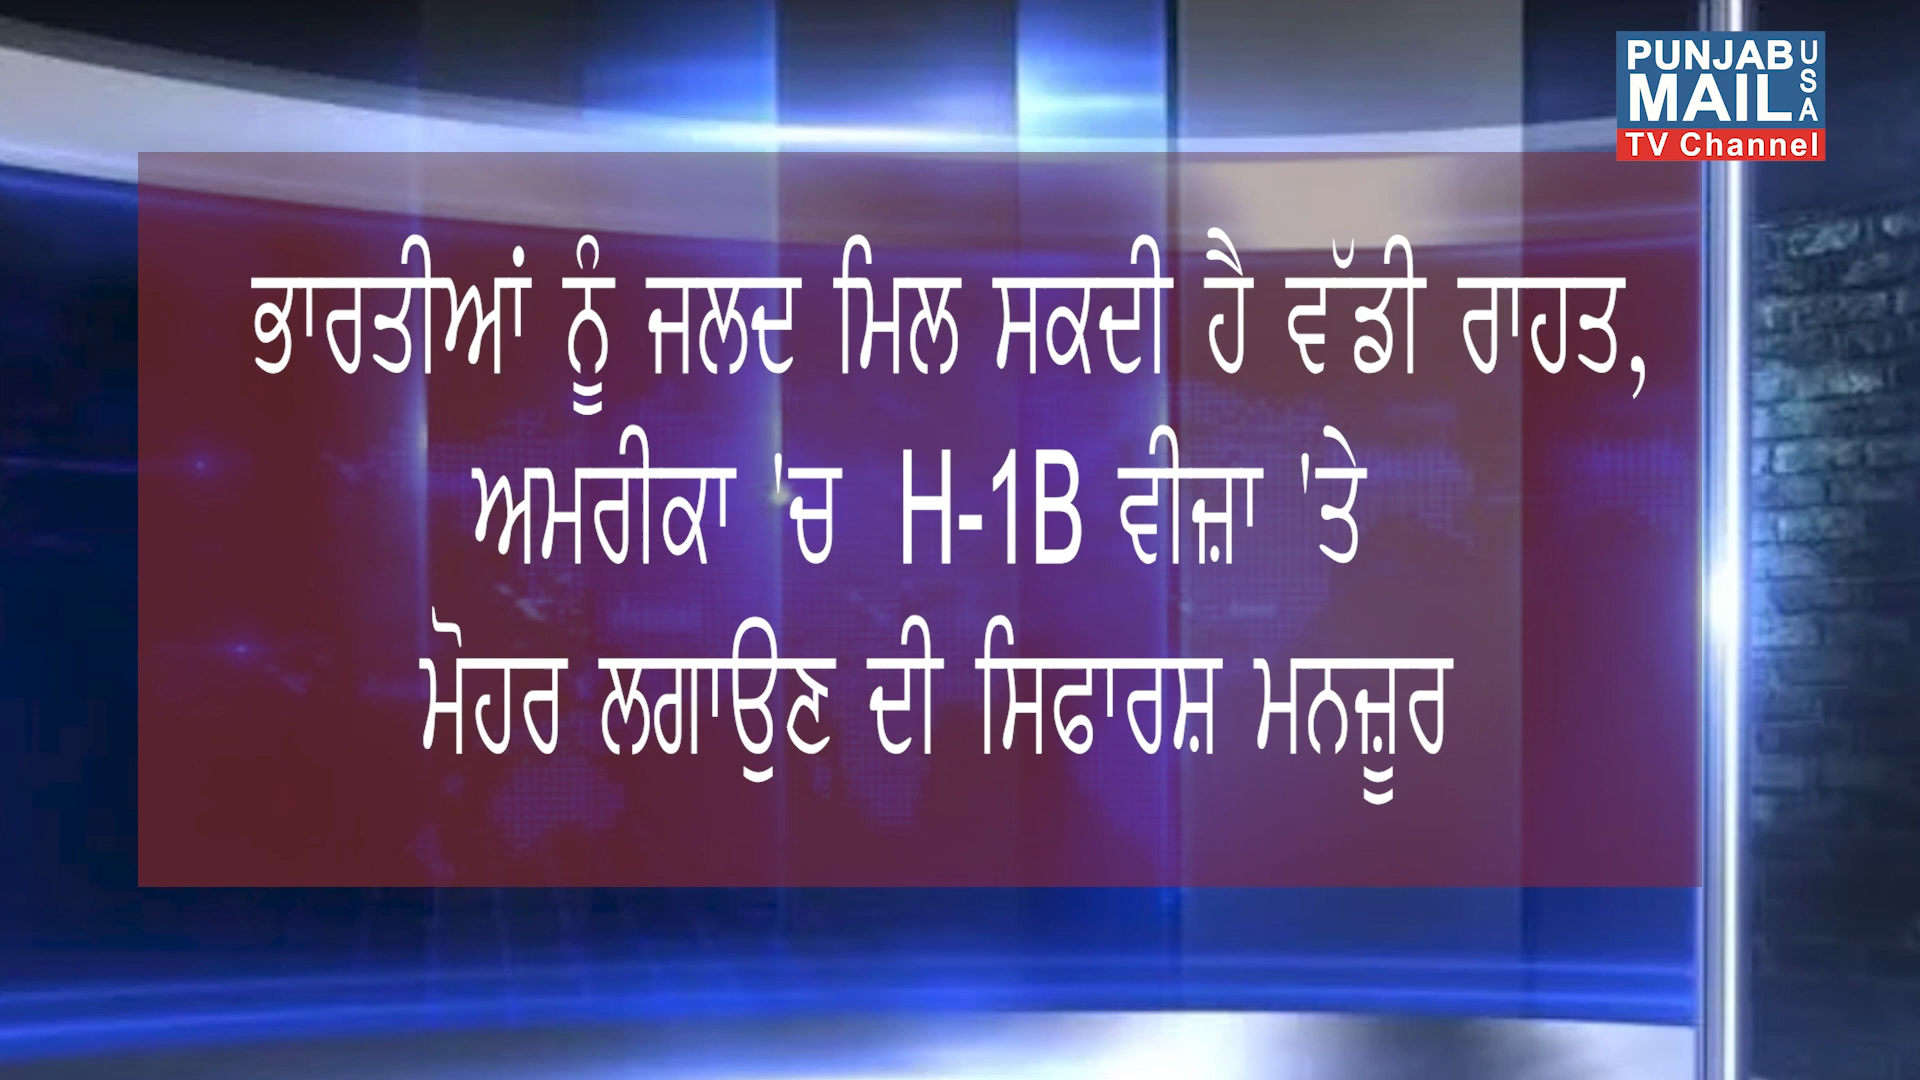 PUNJAB USA
MAIL
TV Channel
ਭਾਰਤੀਆਂ ਨੂੰ ਜਲਦ ਮਿਲ ਸਕਦੀ ਹੈ ਵੱਡੀ ਰਾਹਤ,
ਅਮਰੀਕਾ 'ਚ H-1B ਵੀਜ਼ਾ 'ਤੇ
ਮੋਹਰ ਲਗਾਉਣ ਦੀ ਸਿਫਾਰਸ਼ ਮਨਜ਼ੂਰ